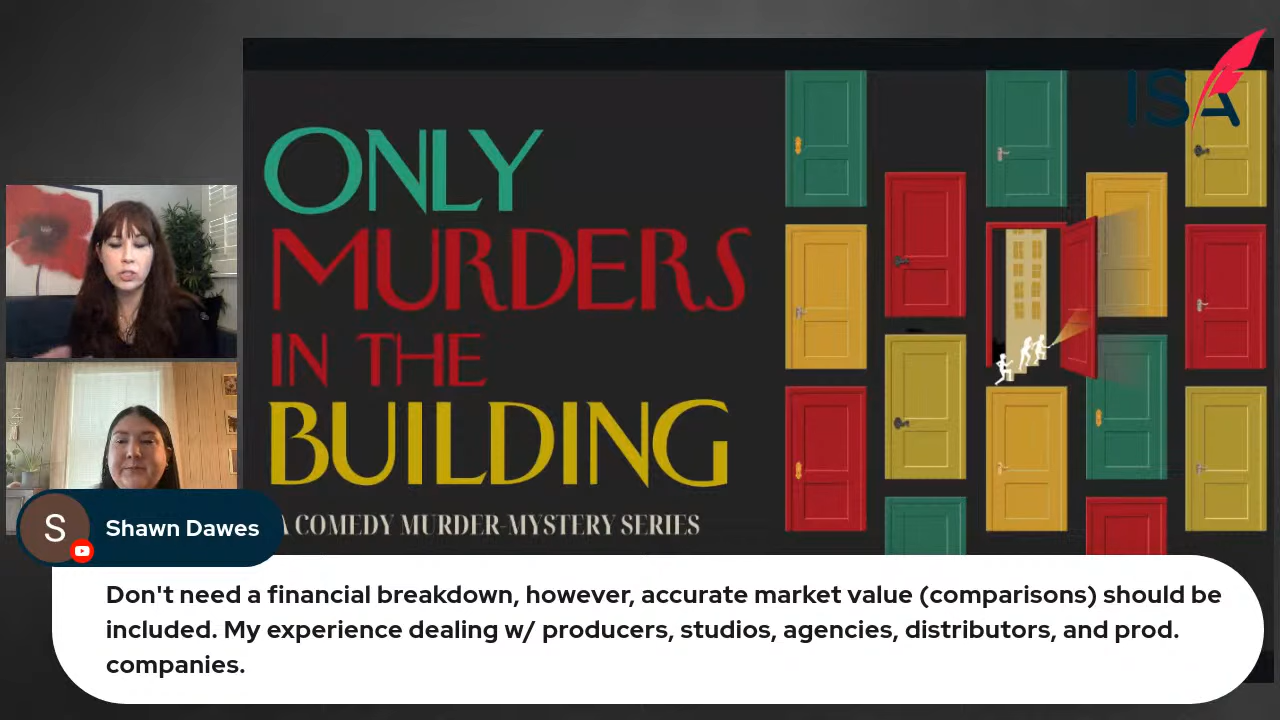 ISA
ONLY
MURDERS
IN THE
BUILDING
A COMEDY MURDER-MYSTERY SERIES
S
Shawn Dawes
Don't need a financial breakdown, however, accurate market value (comparisons) should be
included. My experience dealing w/ producers, studios, agencies, distributors, and prod.
companies.